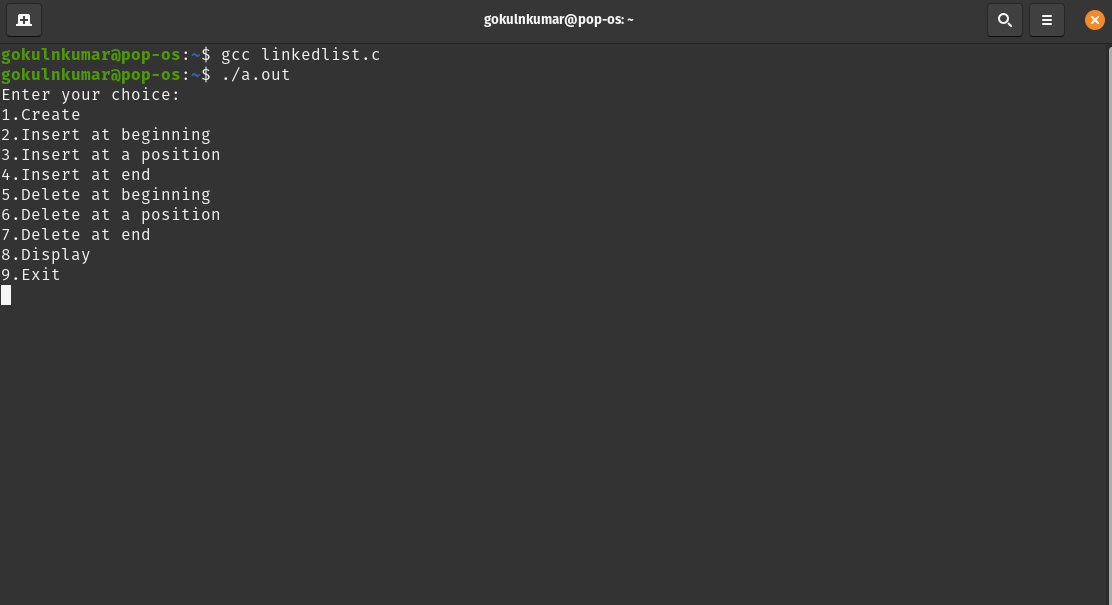 gokulnkumar@pop-os: ~
gokulnkumar@pop-os:~$ gcc linkedlist.c
gokulnkumar@pop-os:~$ ./a.out
Enter your choice:
1.Create
2.Insert at beginning
3.Insert at a position
4.Insert at end
5.Delete at beginning
6.Delete at a position
7.Delete at end
8.Display
9.Exit